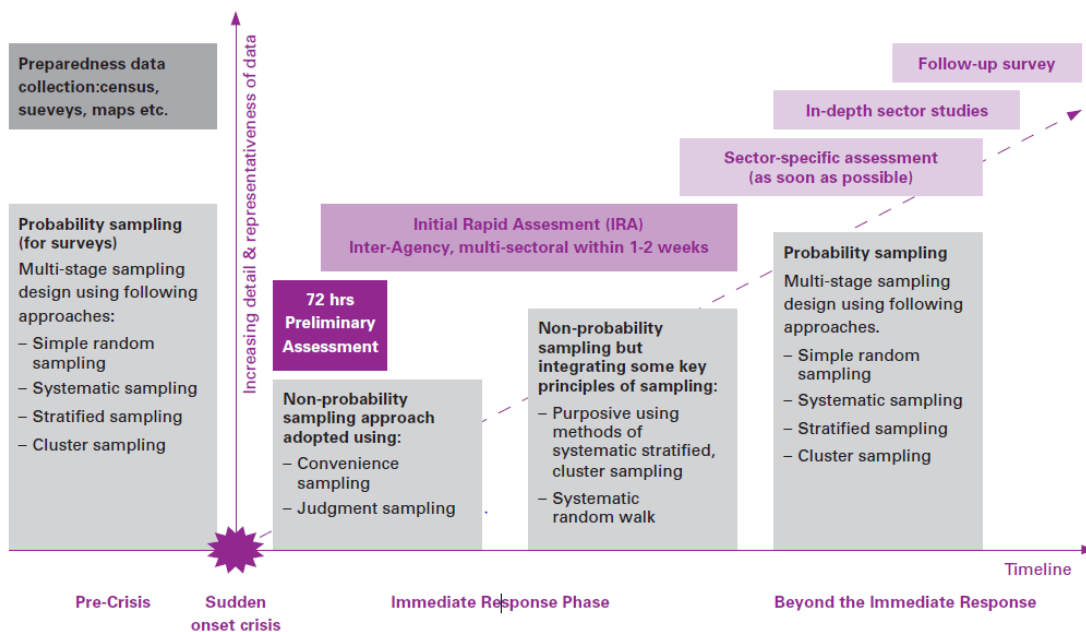 Preparedness data
collection:census,
sueveys, maps etc.
Probability sampling
(for surveys)
Multi-stage sampling
design using following
approaches:
– Simple random
sampling
– Systematic sampling
– Stratified sampling
– Cluster sampling
Increasing detail & representativeness of data
72 hrs
Preliminary
Assessment
Initial Rapid Assesment (IRA)
Inter-Agency, multi-sectoral within 1-2 weeks
Non-probability
sampling approach
adopted using:
– Convenience
sampling
– Judgment sampling
Non-probability
sampling but
integrating some key
principles of sampling:
– Purposive using
methods of
systematic stratified,
cluster sampling
– Systematic
random walk
Follow-up survey
In-depth sector studies
Sector-specific assessment
(as soon as possible)
Probability sampling
Multi-stage sampling
design using following
approaches.
– Simple random
sampling
– Systematic sampling
– Stratified sampling
– Cluster sampling
Timeline
Pre-Crisis
Sudden
onset crisis
Immediate Response Phase
Beyond the Immediate Response